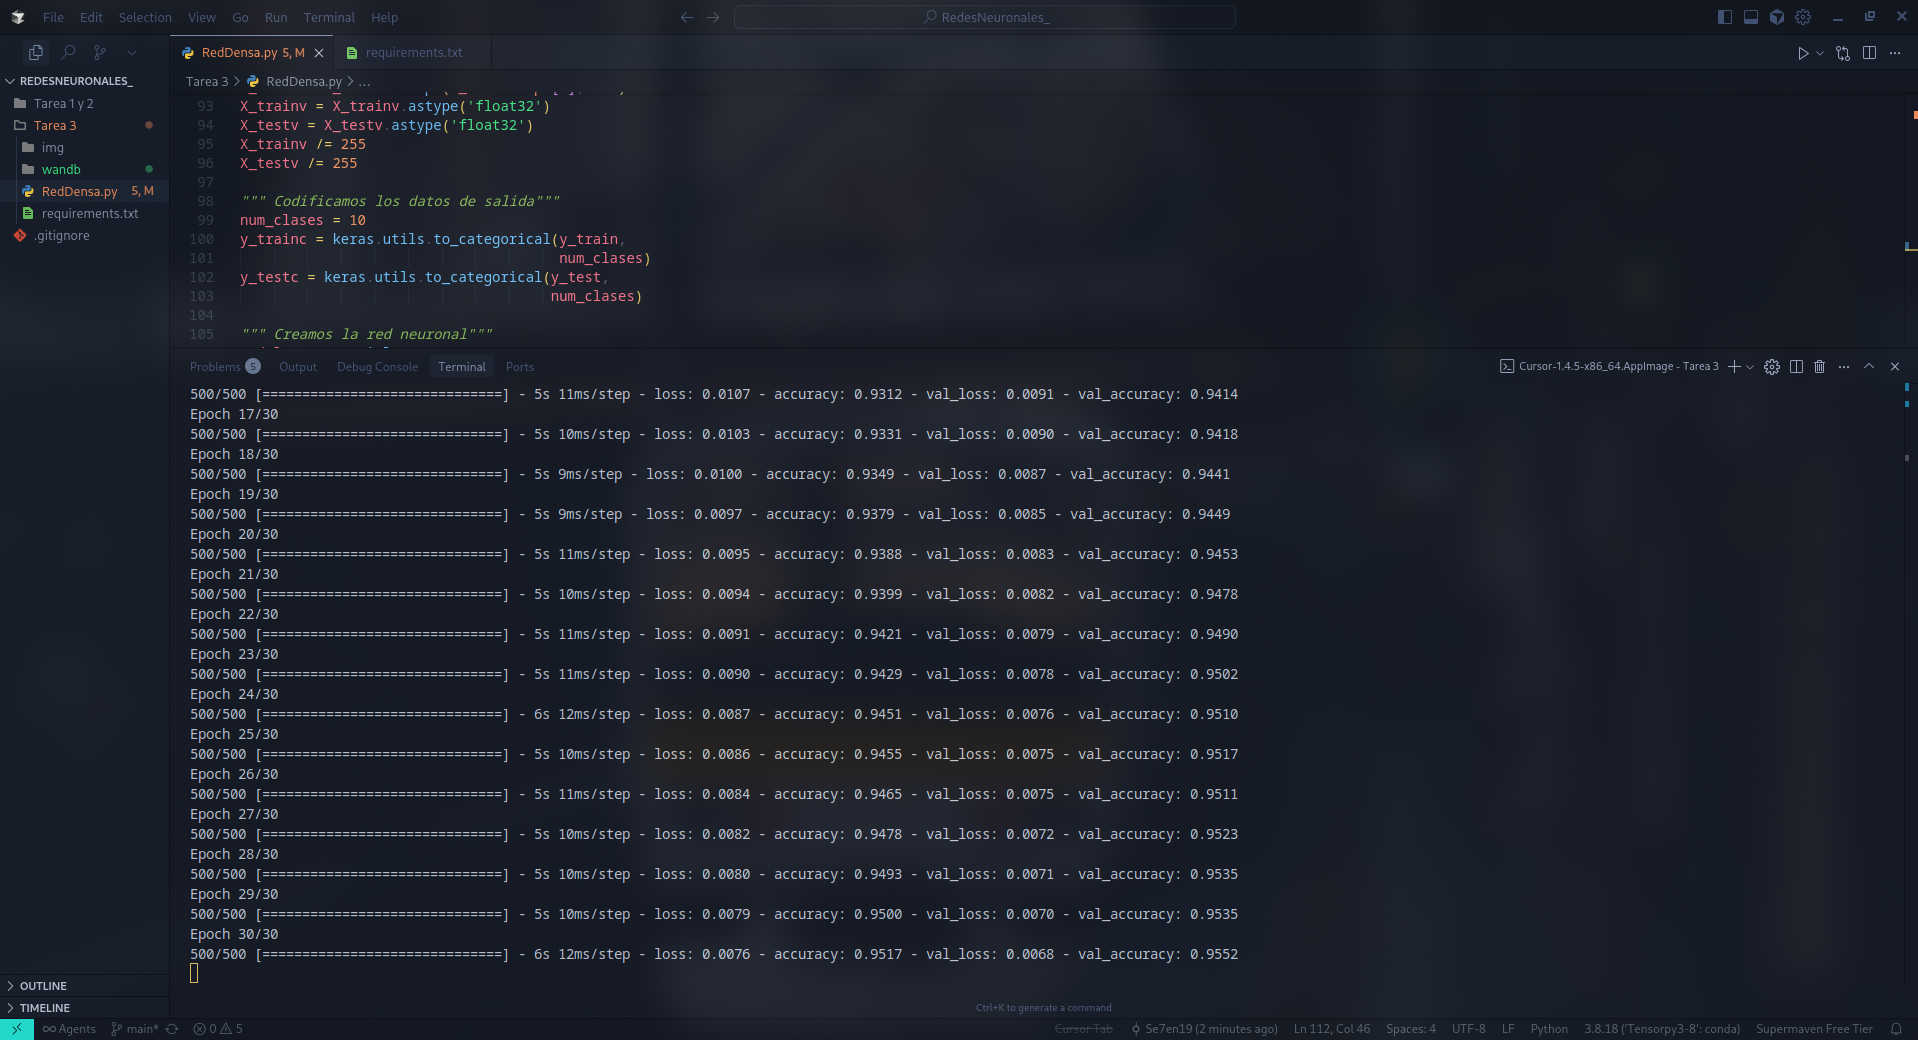 File Edit Selection View Go Run Terminal Help
RedesNeuronales_
RedDensa.py 5, M
requirements.txt
REDESNEURONALES_
Tarea 3 > RedDensa.py > ...
Tarea 1 y 2
Tarea 3
img
wandb
RedDensa.py 5, M
requirements.txt
.gitignore
93 X_trainv = X_trainv.astype('float32')
94 X_testv = X_testv.astype('float32')
95 X_trainv /= 255
96 X_testv /= 255
97
98 """ Codificamos los datos de salida"""
99 num_clases = 10
100 y_trainc = keras.utils.to_categorical(y_train,
101 num_clases)
102 y_testc = keras.utils.to_categorical(y_test,
103 num_clases)
104
105 """ Creamos la red neuronal"""
Problems 5 Output Debug Console Terminal Ports
Cursor-1.4.5-x86_64.AppImage - Tarea 3
500/500 [==============================] - 5s 11ms/step - loss: 0.0107 - accuracy: 0.9312 - val_loss: 0.0091 - val_accuracy: 0.9414
Epoch 17/30
500/500 [==============================] - 5s 10ms/step - loss: 0.0103 - accuracy: 0.9331 - val_loss: 0.0090 - val_accuracy: 0.9418
Epoch 18/30
500/500 [==============================] - 5s 9ms/step - loss: 0.0100 - accuracy: 0.9349 - val_loss: 0.0087 - val_accuracy: 0.9441
Epoch 19/30
500/500 [==============================] - 5s 9ms/step - loss: 0.0097 - accuracy: 0.9379 - val_loss: 0.0085 - val_accuracy: 0.9449
Epoch 20/30
500/500 [==============================] - 5s 11ms/step - loss: 0.0095 - accuracy: 0.9388 - val_loss: 0.0083 - val_accuracy: 0.9453
Epoch 21/30
500/500 [==============================] - 5s 10ms/step - loss: 0.0094 - accuracy: 0.9399 - val_loss: 0.0082 - val_accuracy: 0.9478
Epoch 22/30
500/500 [==============================] - 5s 11ms/step - loss: 0.0091 - accuracy: 0.9421 - val_loss: 0.0079 - val_accuracy: 0.9490
Epoch 23/30
500/500 [==============================] - 5s 11ms/step - loss: 0.0090 - accuracy: 0.9429 - val_loss: 0.0078 - val_accuracy: 0.9502
Epoch 24/30
500/500 [==============================] - 6s 12ms/step - loss: 0.0087 - accuracy: 0.9451 - val_loss: 0.0076 - val_accuracy: 0.9510
Epoch 25/30
500/500 [==============================] - 5s 10ms/step - loss: 0.0086 - accuracy: 0.9455 - val_loss: 0.0075 - val_accuracy: 0.9517
Epoch 26/30
500/500 [==============================] - 5s 11ms/step - loss: 0.0084 - accuracy: 0.9465 - val_loss: 0.0075 - val_accuracy: 0.9511
Epoch 27/30
500/500 [==============================] - 5s 10ms/step - loss: 0.0082 - accuracy: 0.9478 - val_loss: 0.0072 - val_accuracy: 0.9523
Epoch 28/30
500/500 [==============================] - 5s 10ms/step - loss: 0.0080 - accuracy: 0.9493 - val_loss: 0.0071 - val_accuracy: 0.9535
Epoch 29/30
500/500 [==============================] - 5s 10ms/step - loss: 0.0079 - accuracy: 0.9500 - val_loss: 0.0070 - val_accuracy: 0.9535
Epoch 30/30
500/500 [==============================] - 6s 12ms/step - loss: 0.0076 - accuracy: 0.9517 - val_loss: 0.0068 - val_accuracy: 0.9552
OUTLINE
TIMELINE
Ctrl+K to generate a command
Agents main* 0 5
Cursor Tab Se7en19 (2 minutes ago) Ln 112, Col 46 Spaces: 4 UTF-8 LF Python 3.8.18 ('Tensorpy3-8': conda) Supermaven Free Tier